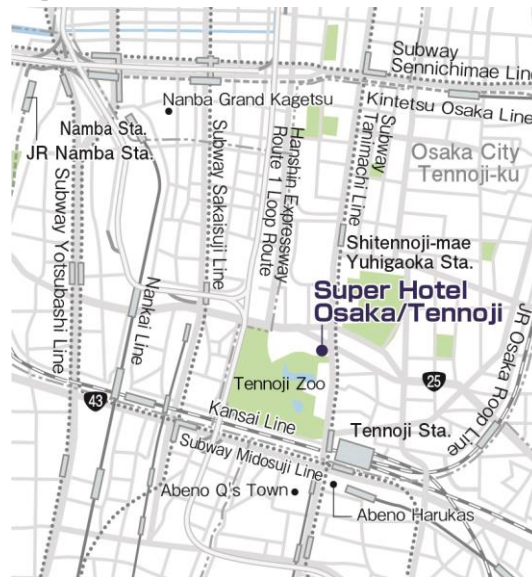 Subway
Sennichimae Line
Nanba Grand Kagetsu
Kintetsu Osaka Line
Namba Sta.
JR Namba Sta.
Subway Yotsubashi Line
Nankai Line
Subway Sakaisuji Line
Hanshin Expressway
Route 1 Loop Route
Subway
Tanimachi Line
Osaka City
Tennoji-ku
Shitennoji-mae
Yuhigaoka Sta.
Super Hotel
Osaka/Tennoji
JR Osaka Roop Line
25
Tennoji Zoo
43
Kansai Line
Tennoji Sta.
Subway Midosuji Line
Abeno Q's Town
Abeno Harukas